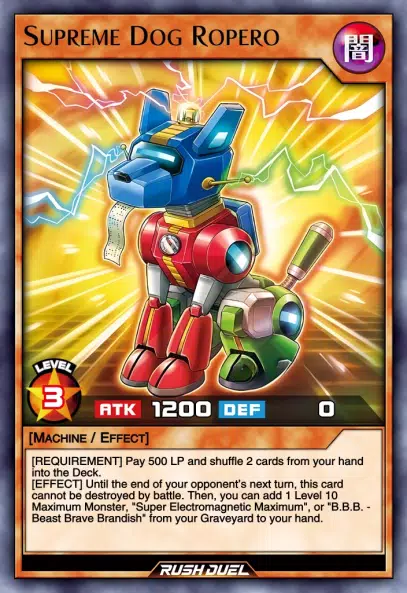 Supreme Dog Ropero
闇
LEVEL
3
ATK 1200 DEF 0
[Machine / Effect]
[REQUIREMENT] Pay 500 LP and shuffle 2 cards from your hand
into the Deck.
[EFFECT] Until the end of your opponent's next turn, this card
cannot be destroyed by battle. Then, you can add 1 Level 10
Maximum Monster, "Super Electromagnetic Maximum", or "B.B.B. -
Beast Brave Brandish" from your Graveyard to your hand.
RUSH DUEL